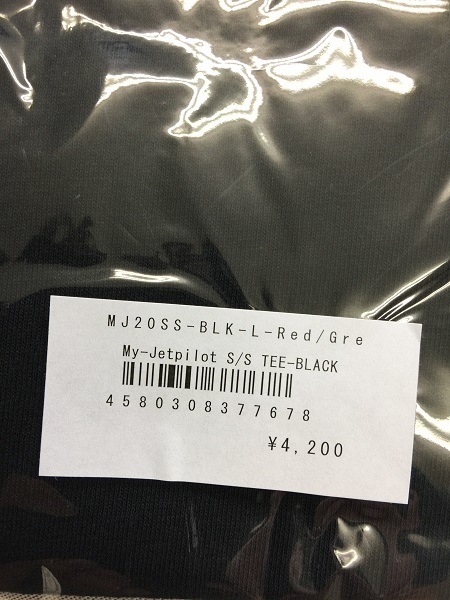 MJ20SS-BLK-L-Red/Gre
My-Jetpilot S/S TEE-BLACK
4580308377678
¥4,200